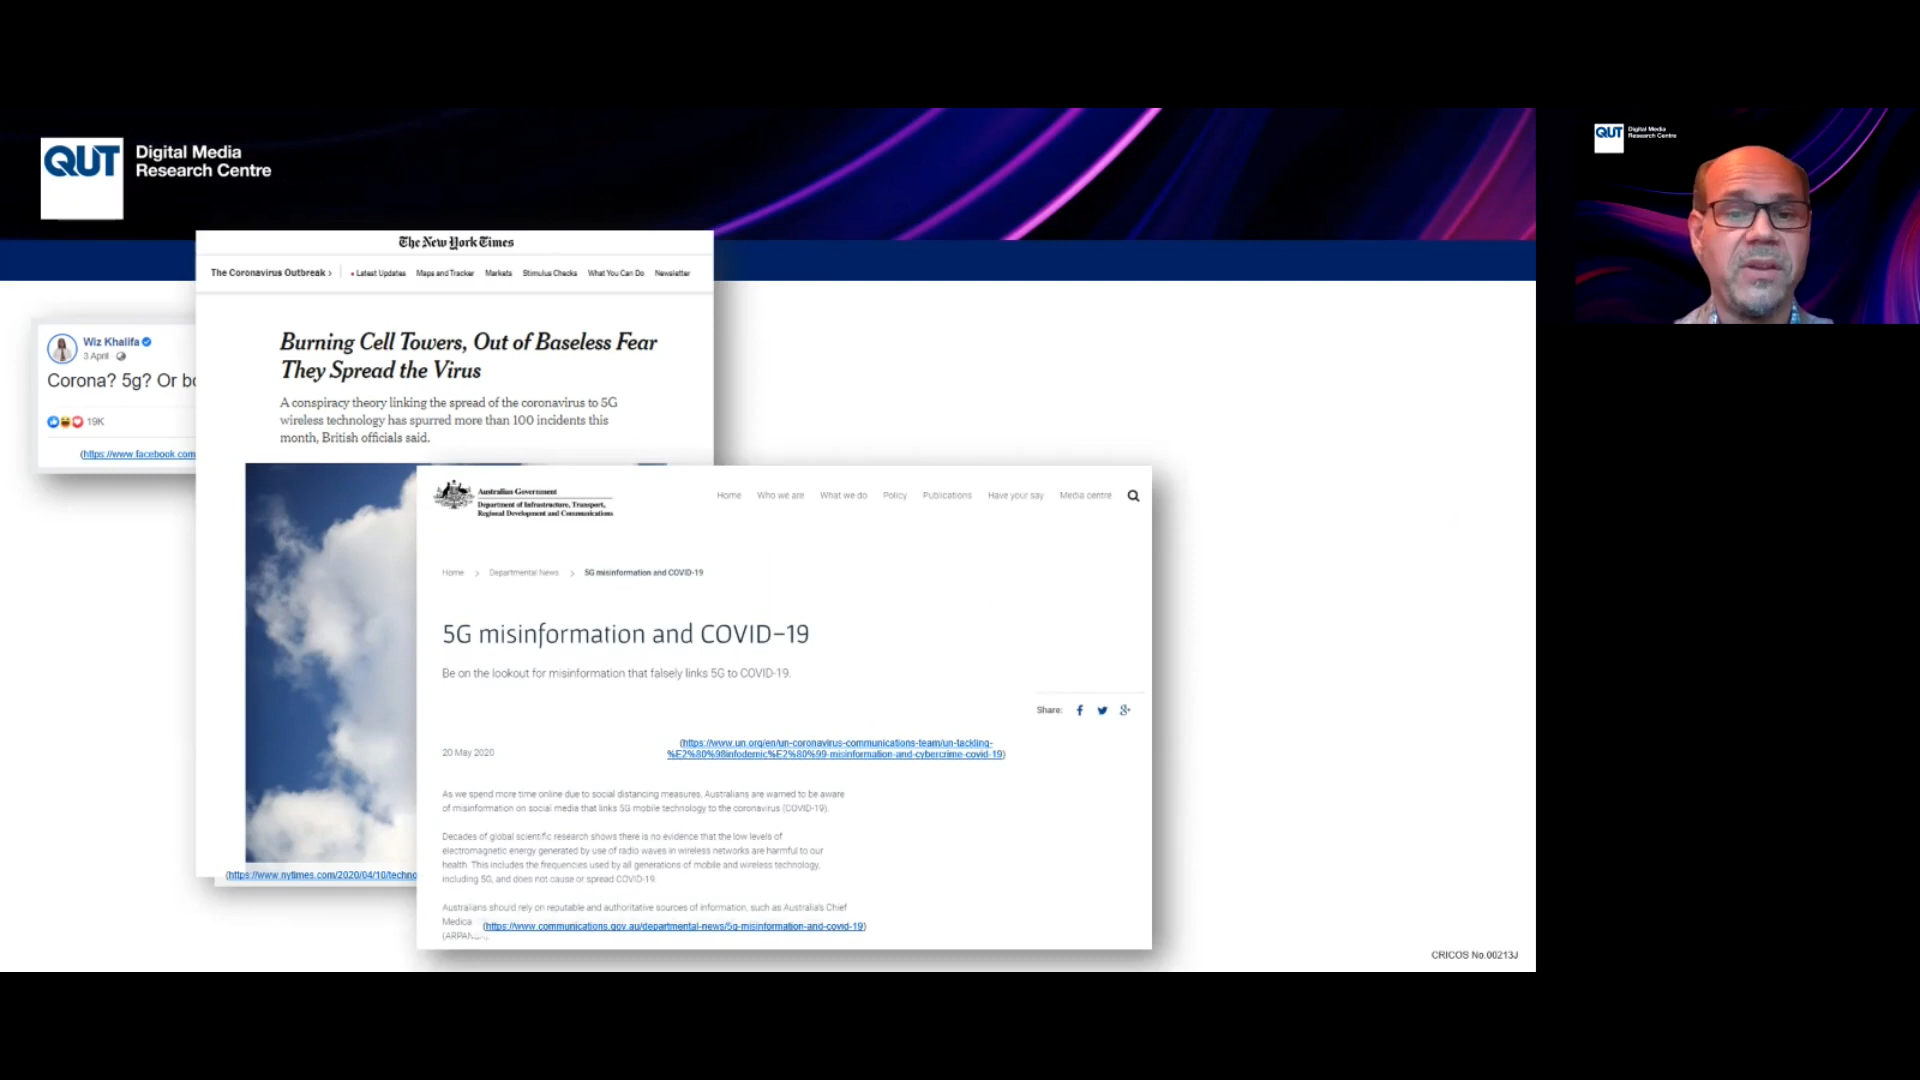 QUT
Digital Media
Research Centre
The New York Times
The Coronavirus Outbreak › Latest Updates Maps and Tracker Markets Stimulus Checks What You Can Do Newsletter
Burning Cell Towers, Out of Baseless Fear
They Spread the Virus
A conspiracy theory linking the spread of the coronavirus to 5G
wireless technology has spurred more than 100 incidents this
month, British officials said.
(https://www.nytimes.com/2020/04/10/techno
Wiz Khalifa
3 April
Corona? 5g? Or bo
19K
(https://www.facebook.com
Australian Government
Department of Infrastructure, Transport,
Regional Development and Communications
Home Who we are What we do Policy Publications Have your say Media centre
Home > Departmental News > 5G misinformation and COVID-19
5G misinformation and COVID-19
Be on the lookout for misinformation that falsely links 5G to COVID-19.
Share:
20 May 2020
(https://www.un.org/en/un-coronavirus-communications-team/un-tackling-
%E2%80%98infodemic%E2%80%99-misinformation-and-cybercrime-covid-19)
As we spend more time online due to social distancing measures, Australians are warned to be aware
of misinformation on social media that links 5G mobile technology to the coronavirus (COVID-19).
Decades of global scientific research shows there is no evidence that the low levels of
electromagnetic energy generated by use of radio waves in wireless networks are harmful to our
health. This includes the frequencies used by all generations of mobile and wireless technology,
including 5G, and does not cause or spread COVID-19.
Australians should rely on reputable and authoritative sources of information, such as Australia's Chief
Medica
(https://www.communications.gov.au/departmental-news/5g-misinformation-and-covid-19)
CRICOS No.00213J
QUT
Digital Media
Research Centre